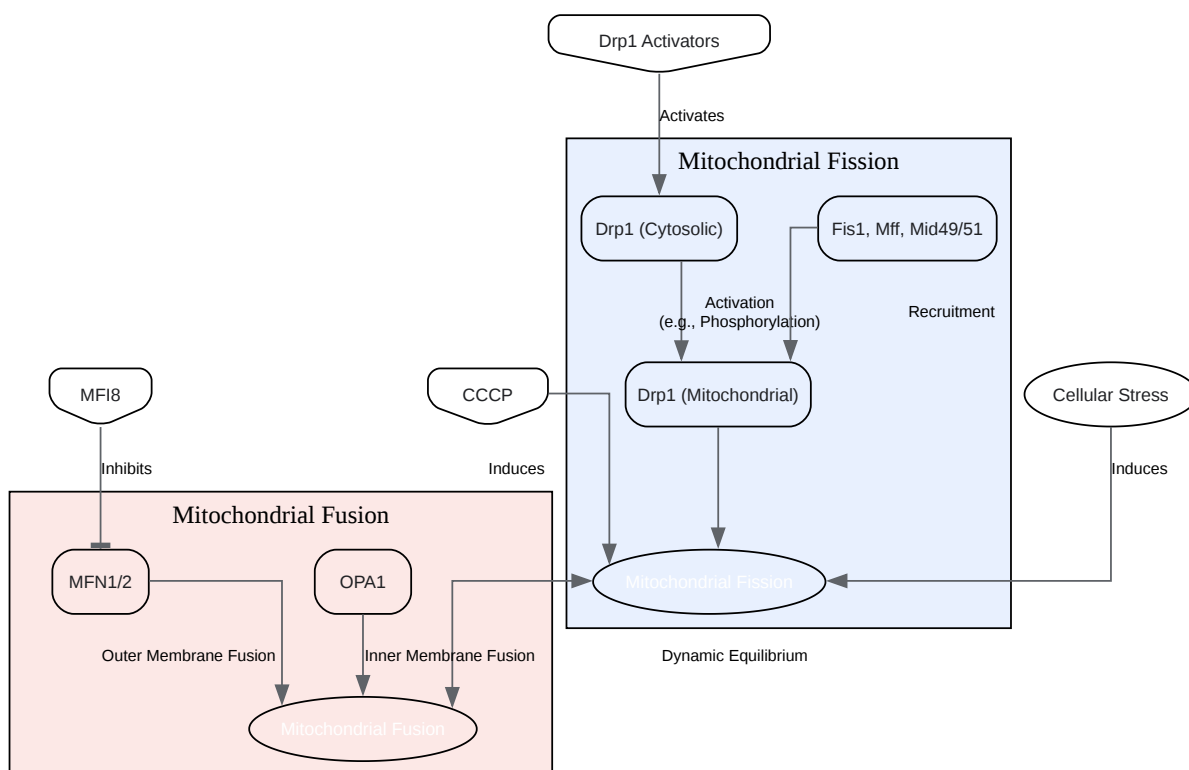 Drp1 Activators
Activates
Mitochondrial Fission
Drp1 (Cytosolic)
Fis1, Mff, Mid49/51
Activation
(e.g., Phosphorylation)
Recruitment
MFI8
CCCP
Drp1 (Mitochondrial)
Cellular Stress
Inhibits
Induces
Induces
Mitochondrial Fusion
MFN1/2
OPA1
Mitochondrial Fission
Outer Membrane Fusion
Inner Membrane Fusion
Dynamic Equilibrium
Mitochondrial Fusion